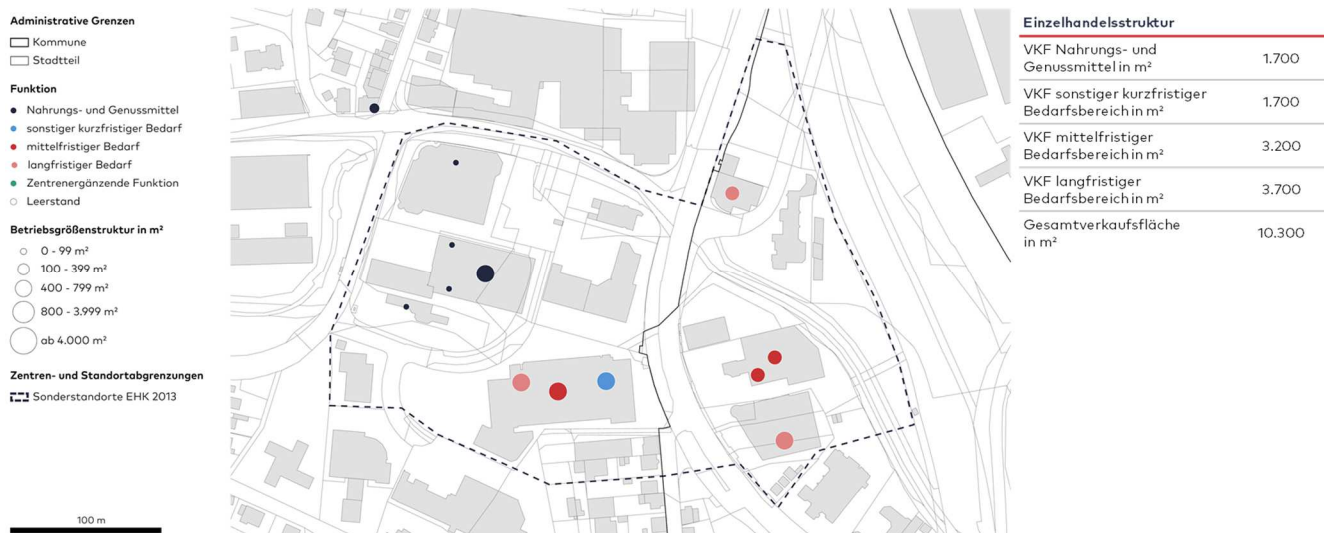 Administrative Grenzen
Kommune
Stadtteil
Funktion
Nahrungs- und Genussmittel
sonstiger kurzfristiger Bedarf
mittelfristiger Bedarf
langfristiger Bedarf
Zentrenergänzende Funktion
Leerstand
Betriebsgrößenstruktur in m²
0 - 99 m²
100 - 399 m²
400 - 799 m²
800 - 3.999 m²
ab 4.000 m²
Zentren- und Standortabgrenzungen
Sonderstandorte EHK 2013
100 m
Einzelhandelsstruktur
VKF Nahrungs- und
Genussmittel in m² 1.700
VKF sonstiger kurzfristiger
Bedarfsbereich in m² 1.700
VKF mittelfristiger
Bedarfsbereich in m² 3.200
VKF langfristiger
Bedarfsbereich in m² 3.700
Gesamtverkaufsfläche
in m² 10.300